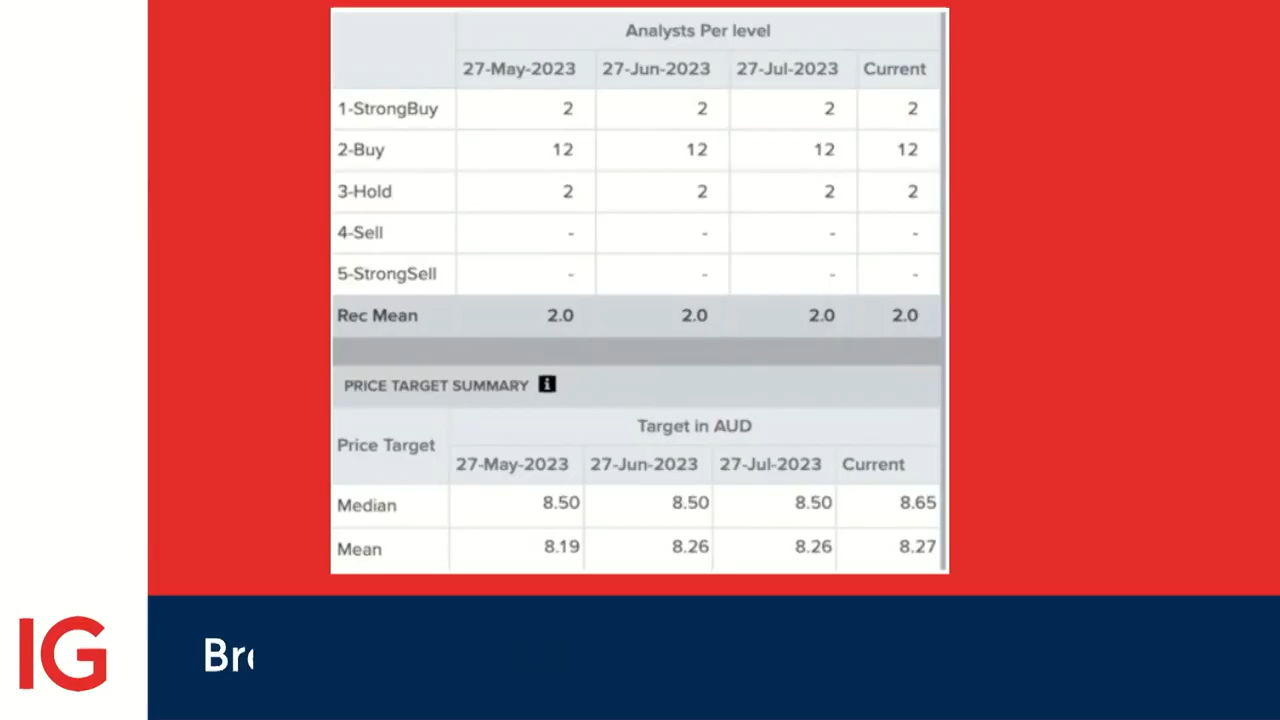 Analysts Per level
27-May-2023 27-Jun-2023 27-Jul-2023 Current
1-StrongBuy 2 2 2 2
2-Buy 12 12 12 12
3-Hold 2 2 2 2
4-Sell - - - -
5-StrongSell - - - -
Rec Mean 2.0 2.0 2.0 2.0
PRICE TARGET SUMMARY i
Target in AUD
Price Target
27-May-2023 27-Jun-2023 27-Jul-2023 Current
Median 8.50 8.50 8.50 8.65
Mean 8.19 8.26 8.26 8.27
IG